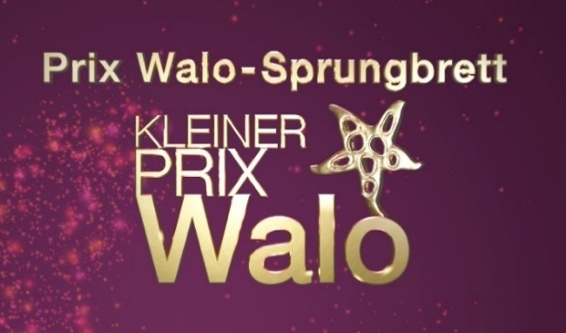 Prix Walo-Sprungbrett
KLEINER
PRIX
Walo